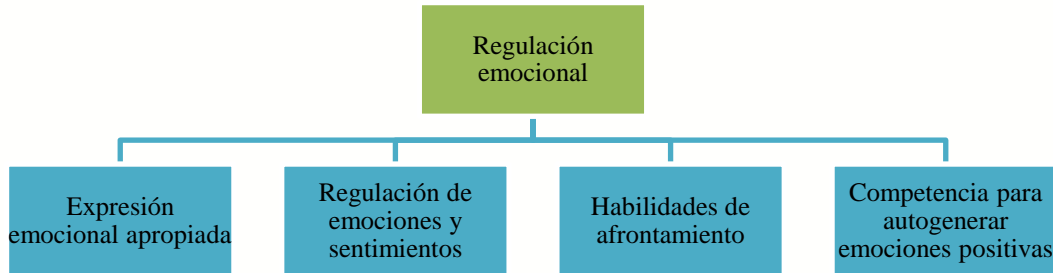 Regulación
emocional
Expresión
emocional apropiada
Regulación de
emociones y
sentimientos
Habilidades de
afrontamiento
Competencia para
autogenerar
emociones positivas